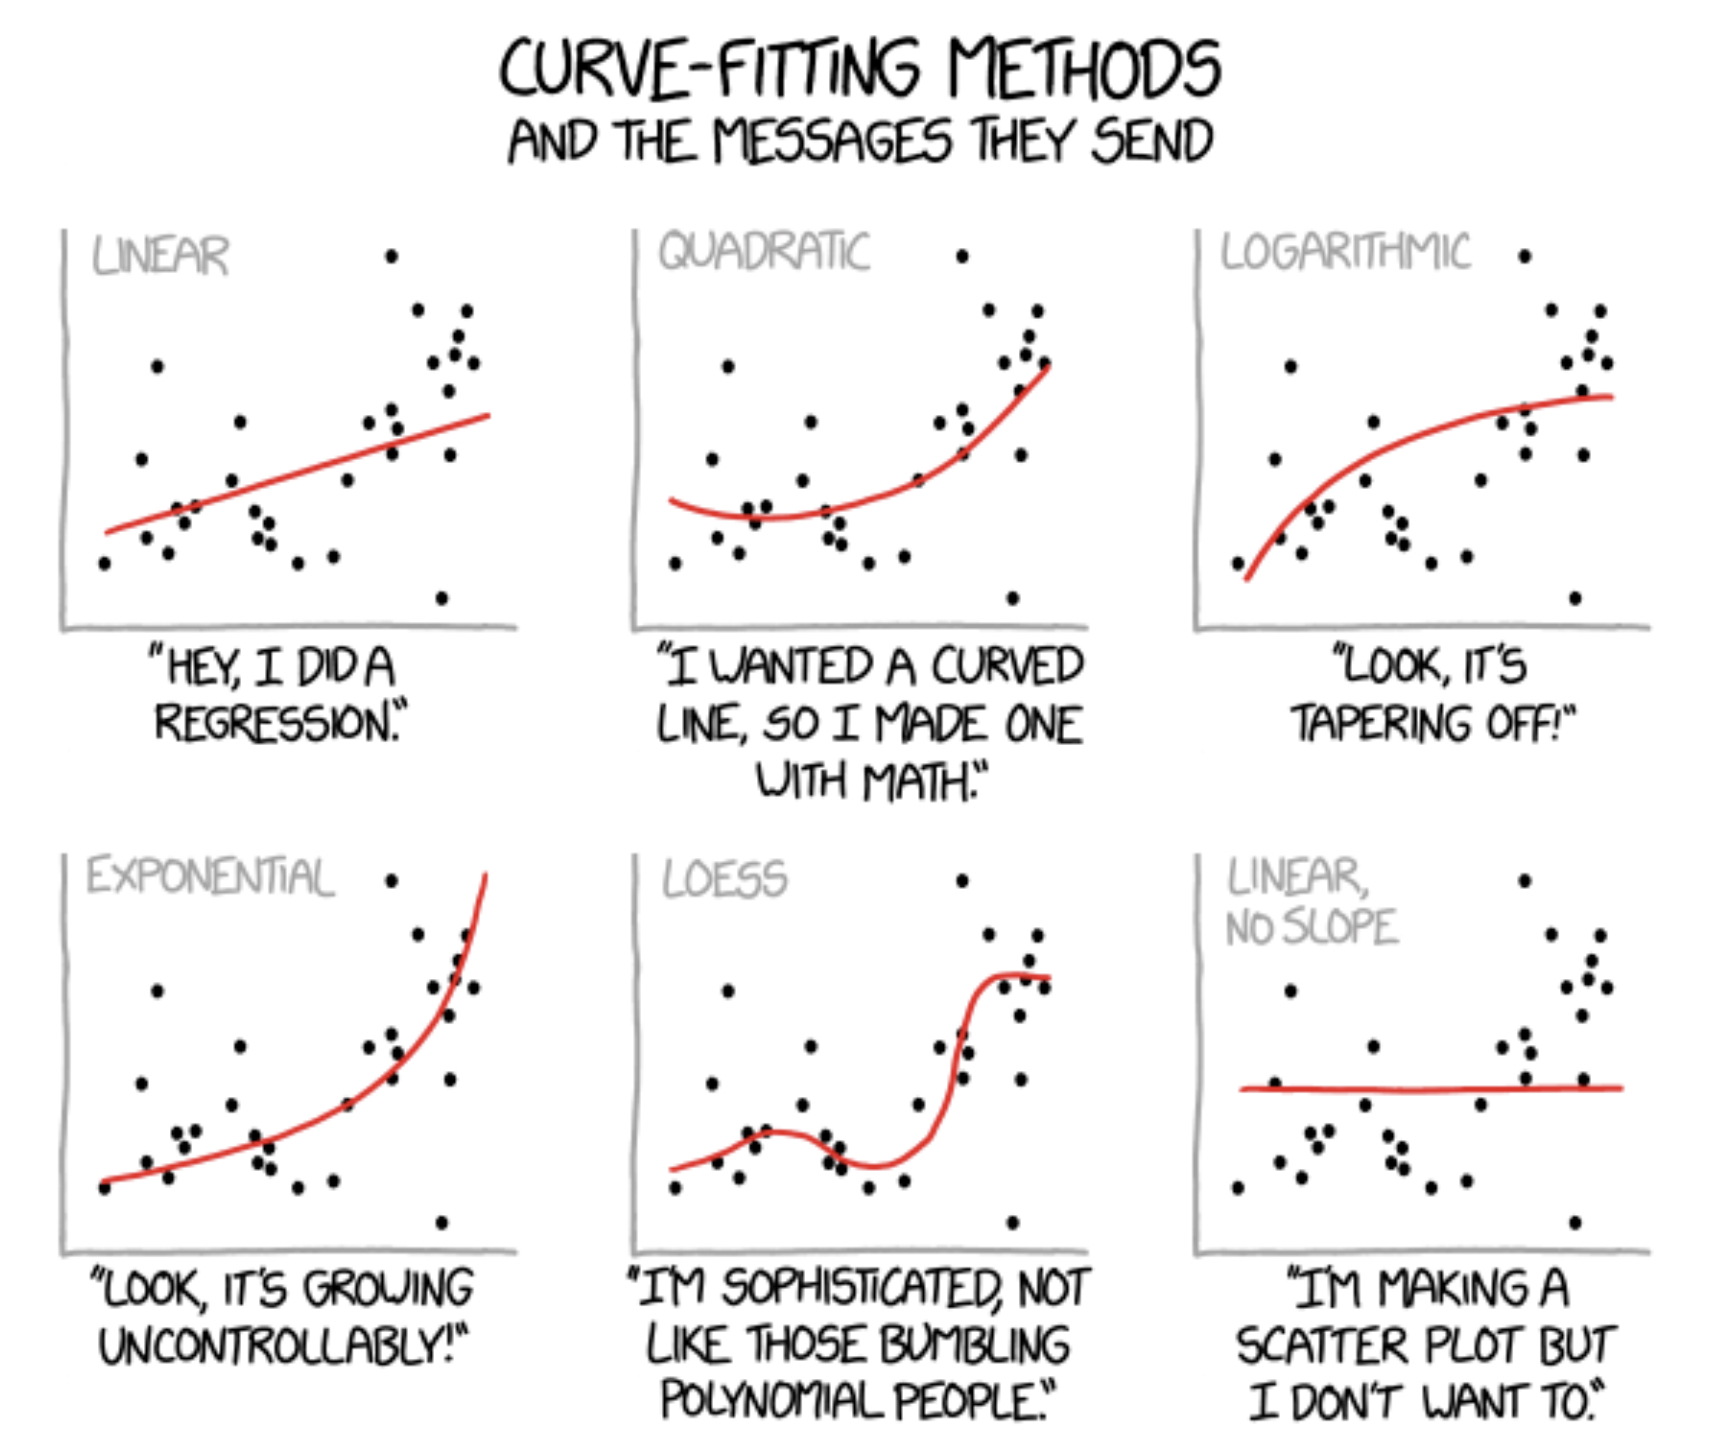 CURVE-FITTING METHODS
AND THE MESSAGES THEY SEND
LINEAR
"HEY, I DID A
REGRESSION."
QUADRATIC
"I WANTED A CURVED
LINE, SO I MADE ONE
WITH MATH."
LOGARITHMIC
"LOOK, IT'S
TAPERING OFF!"
EXPONENTIAL
"LOOK, IT'S GROWING
UNCONTROLLABLY!"
LOESS
"I'M SOPHISTICATED, NOT
LIKE THOSE BUMBLING
POLYNOMIAL PEOPLE."
LINEAR,
NO SLOPE
"I'M MAKING A
SCATTER PLOT BUT
I DON'T WANT TO."